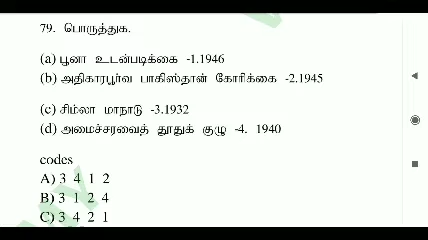 79. பொருத்துக.
(a) பூனா உடன்படிக்கை -1.1946
(b) அதிகாரபூர்வ பாகிஸ்தான் கோரிக்கை -2.1945
(c) சிம்லா மாநாடு -3.1932
(d) அமைச்சரவைத் தூதுக் குழு -4. 1940
codes
A) 3 4 1 2
B) 3 1 2 4
C) 3 4 2 1